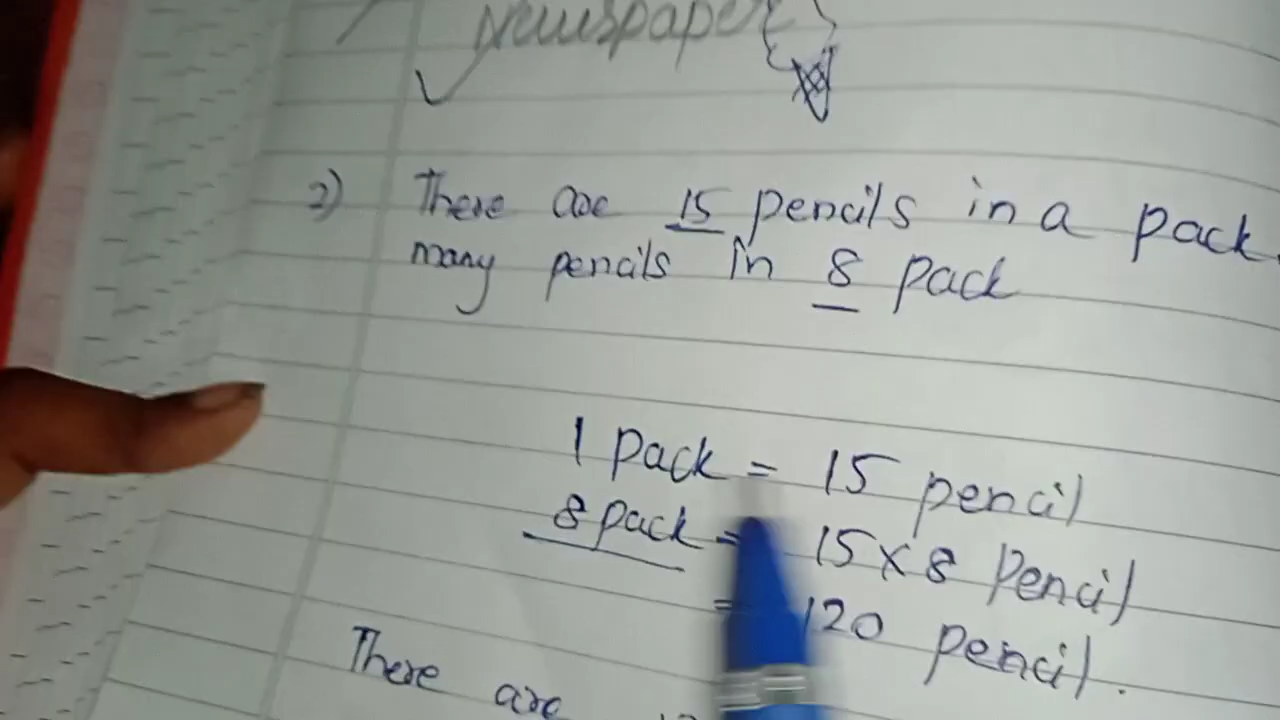 Newspaper
2) There are 15 pencils in a pack.
many pencils in 8 pack
1 pack = 15 pencil
8 pack = 15×8 Pencil
= 120 pencil.
There are